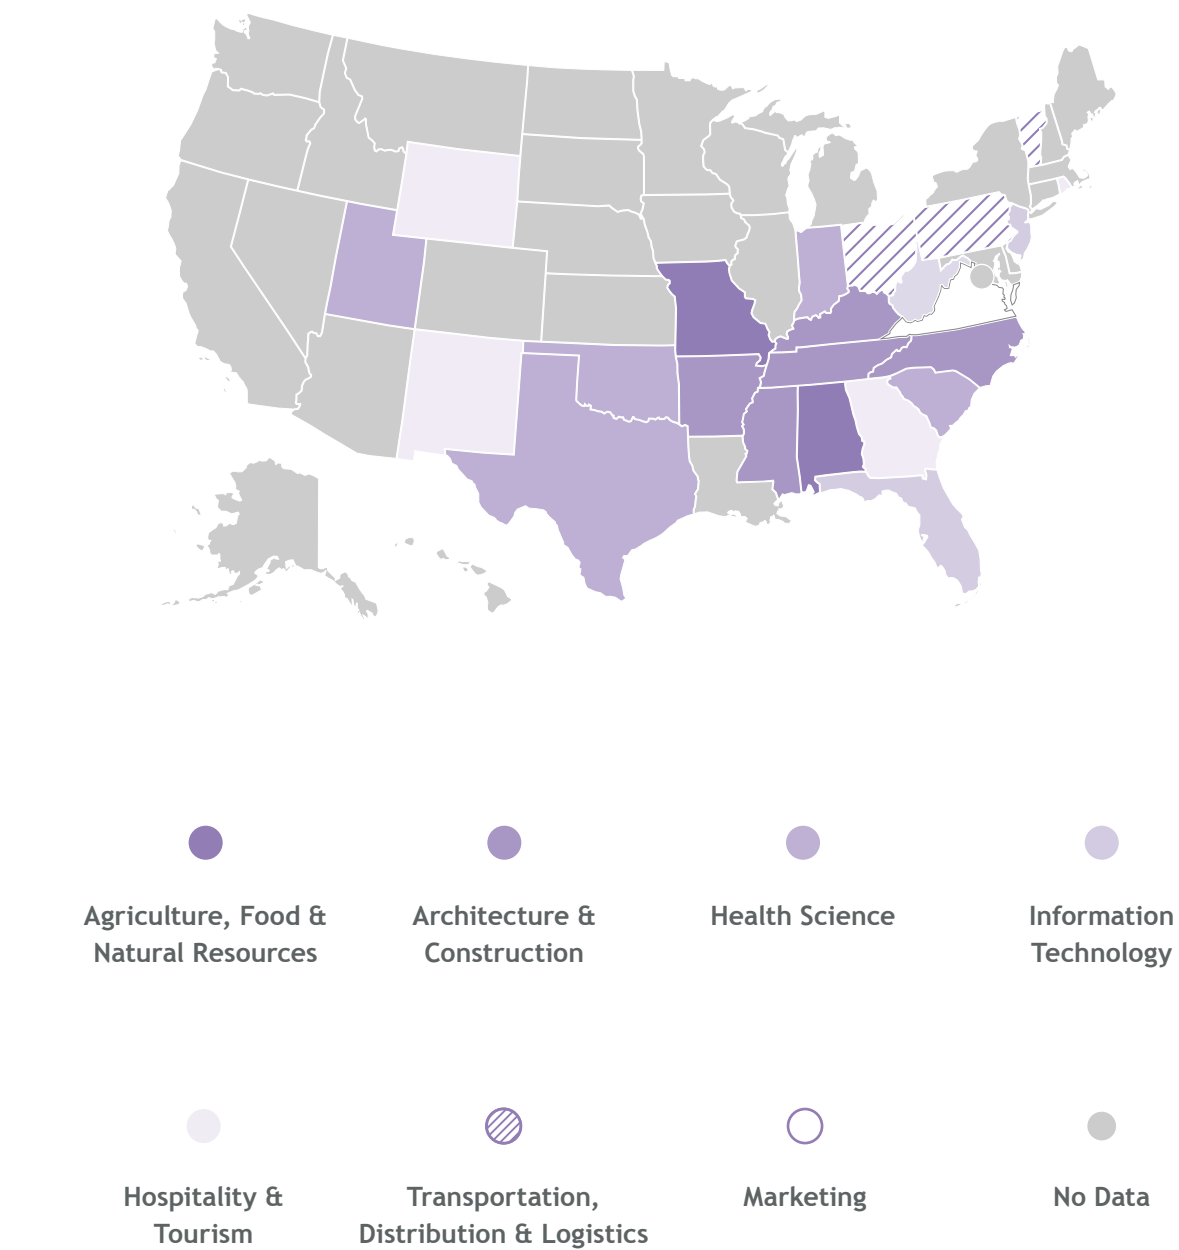 Agriculture, Food &
Natural Resources
Architecture &
Construction
Health Science
Information
Technology
Hospitality &
Tourism
Transportation,
Distribution & Logistics
Marketing
No Data